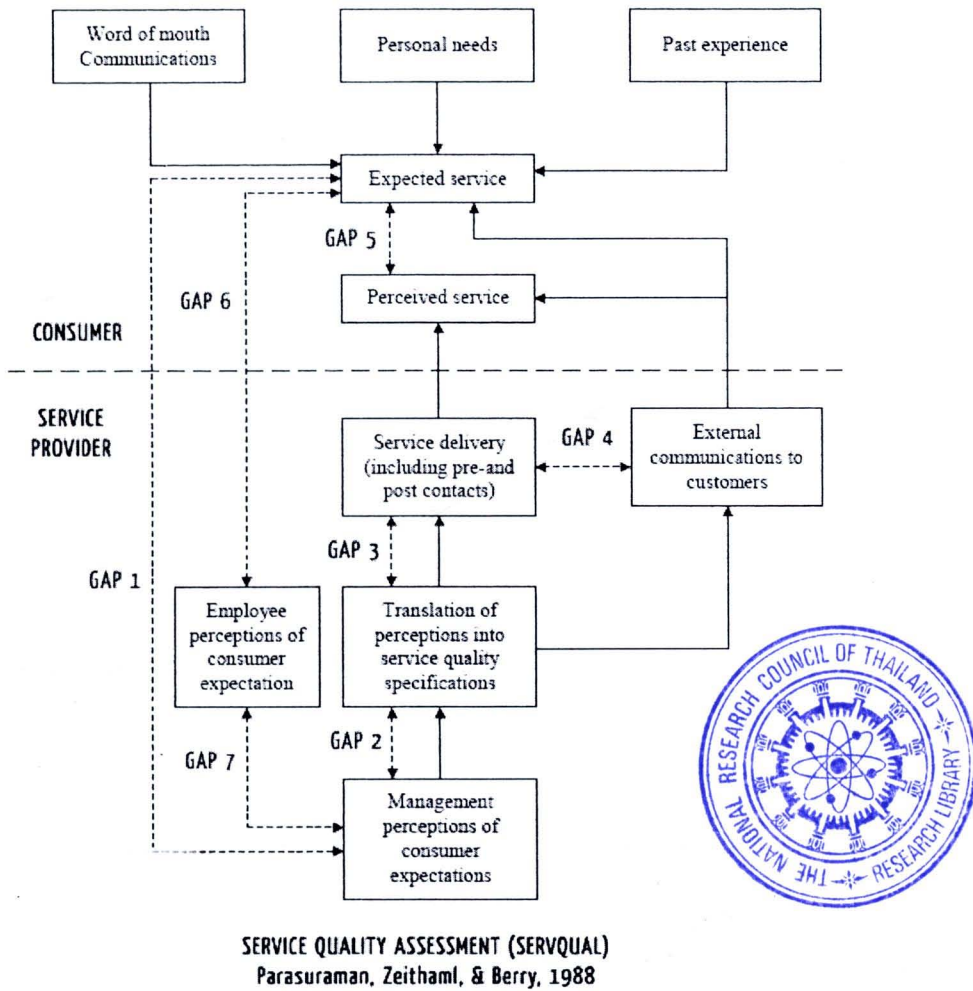 Word of mouth
Communications
Personal needs
Past experience
Expected service
GAP 5
GAP 6
Perceived service
CONSUMER
SERVICE
PROVIDER
Service delivery
(including pre-and
post contacts)
GAP 4
External
communications to
customers
GAP 3
GAP 1
Employee
perceptions of
consumer
expectation
Translation of
perceptions into
service quality
specifications
GAP 2
GAP 7
Management
perceptions of
consumer
expectations
THE NATIONAL RESEARCH COUNCIL OF THAILAND
RESEARCH LIBRARY
SERVICE QUALITY ASSESSMENT (SERVQUAL)
Parasuraman, Zeithaml, & Berry, 1988